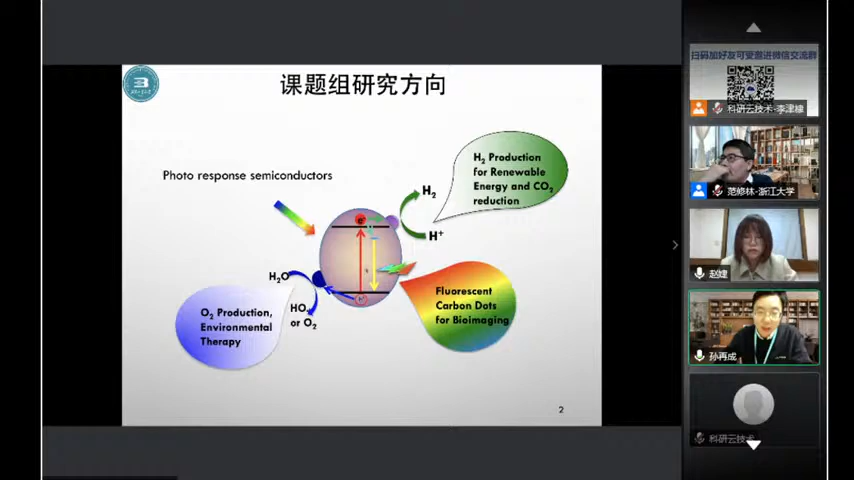 课题组研究方向
Photo response semiconductors
H₂ Production
for Renewable
Energy and CO₂
reduction
H₂
H⁺
e⁻
H₂O
HO
or O₂
h⁺
O₂ Production,
Environmental
Therapy
Fluorescent
Carbon Dots
for Bioimaging
2
扫码加好友可受邀进微信交流群
科研云技术-李津棣
范修林-浙江大学
赵婕
孙再成
科研云技术